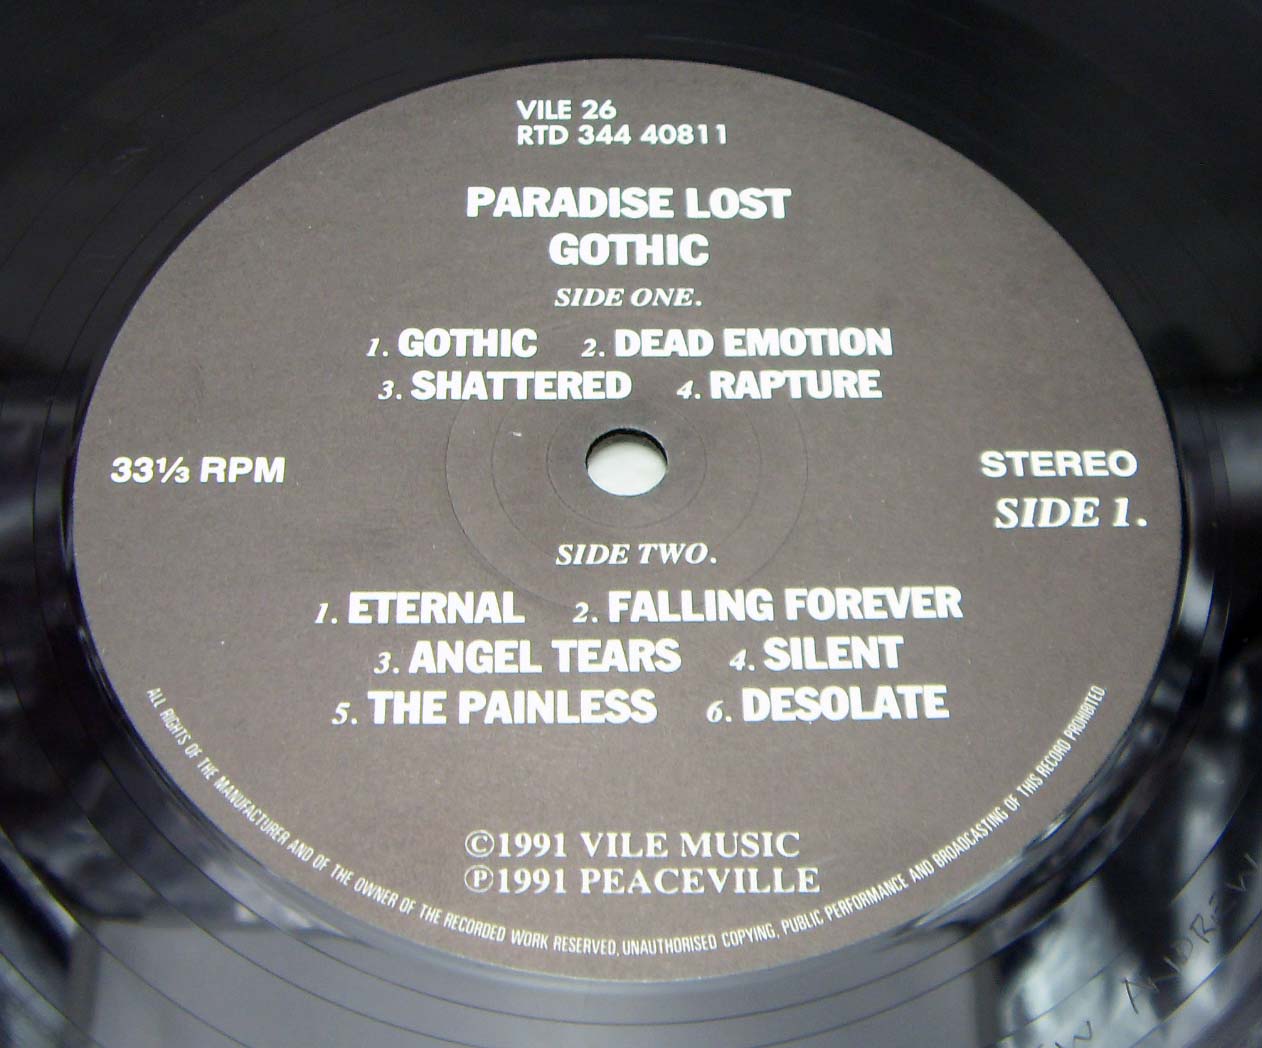 VILE 26
RTD 344 40811
PARADISE LOST
GOTHIC
SIDE ONE.
1. GOTHIC 2. DEAD EMOTION
3. SHATTERED 4. RAPTURE
33⅓ RPM
STEREO
SIDE 1.
SIDE TWO.
1. ETERNAL 2. FALLING FOREVER
3. ANGEL TEARS 4. SILENT
5. THE PAINLESS 6. DESOLATE
©1991 VILE MUSIC
℗1991 PEACEVILLE
ALL RIGHTS OF THE MANUFACTURER AND OF THE OWNER OF THE RECORDED WORK RESERVED, UNAUTHORISED COPYING, PUBLIC PERFORMANCE AND BROADCASTING OF THIS RECORD PROHIBITED
ANDREW